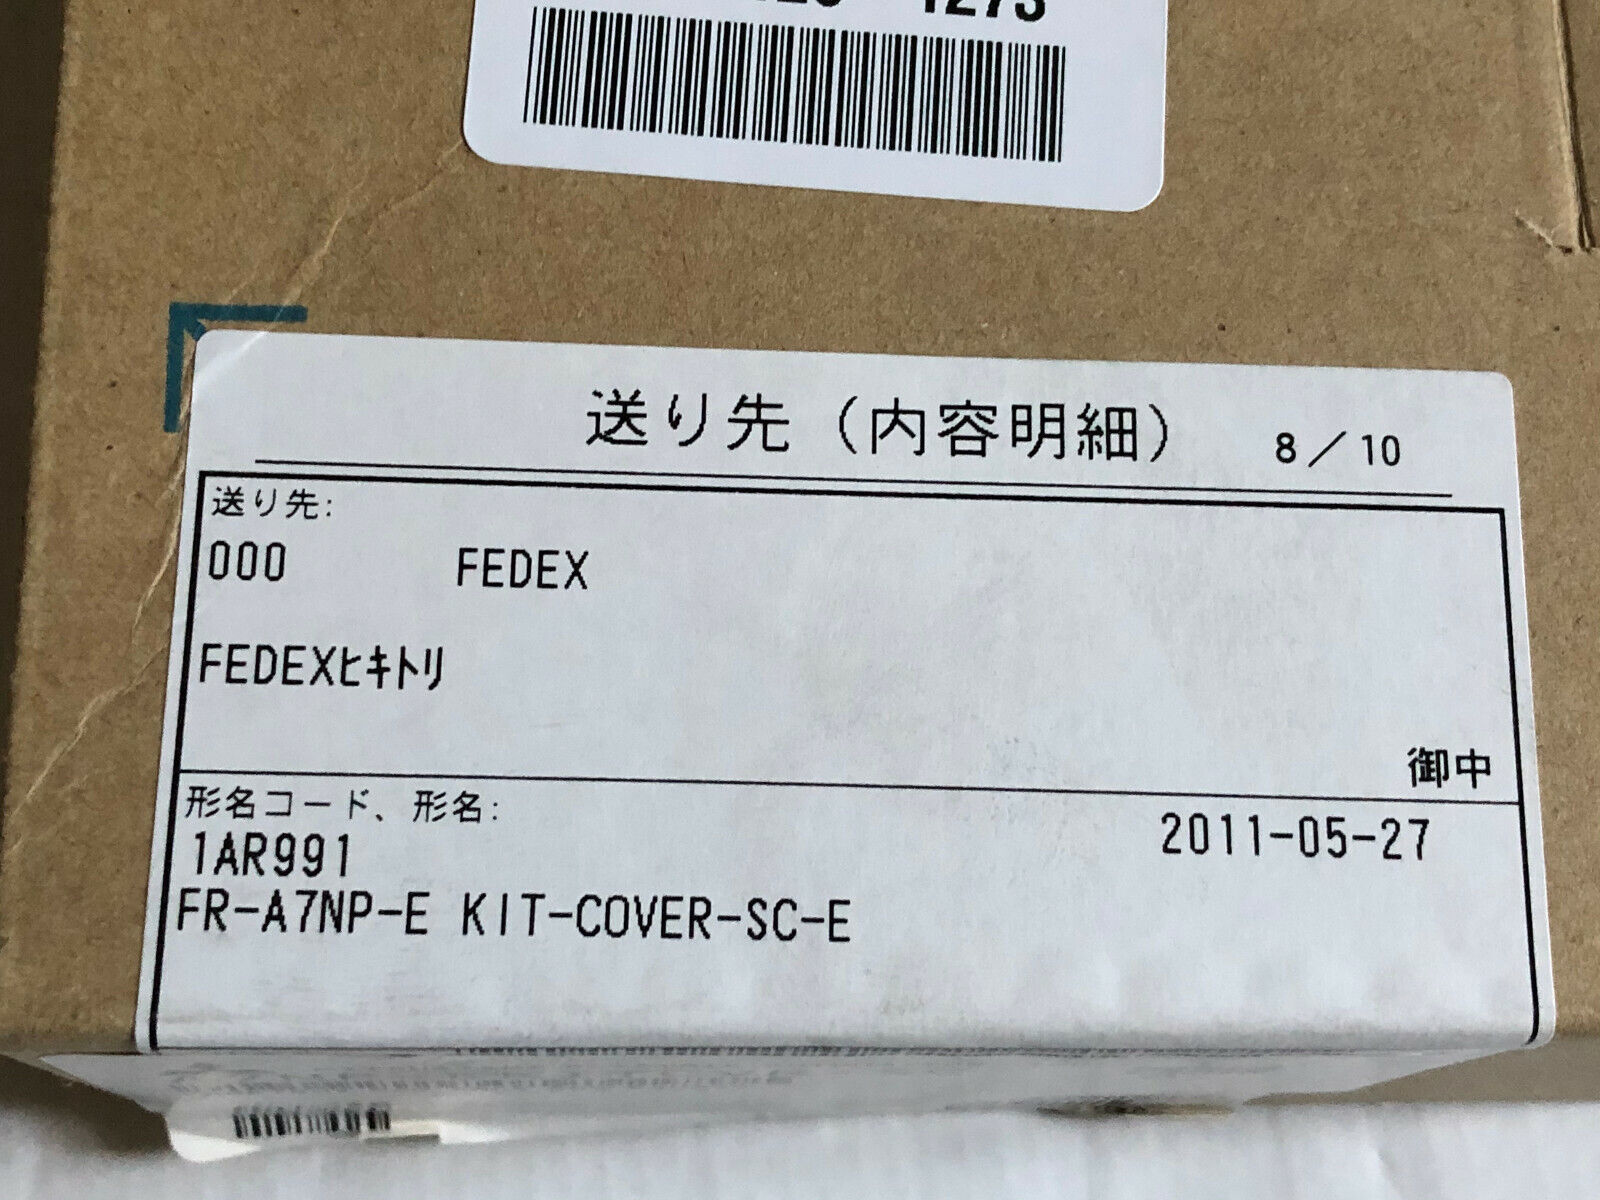 1273
送り先（内容明細） 8／10
送り先:
000 FEDEX
FEDEXﾋｷﾄﾘ
御中
形名コード、形名:
1AR991 2011-05-27
FR-A7NP-E KIT-COVER-SC-E